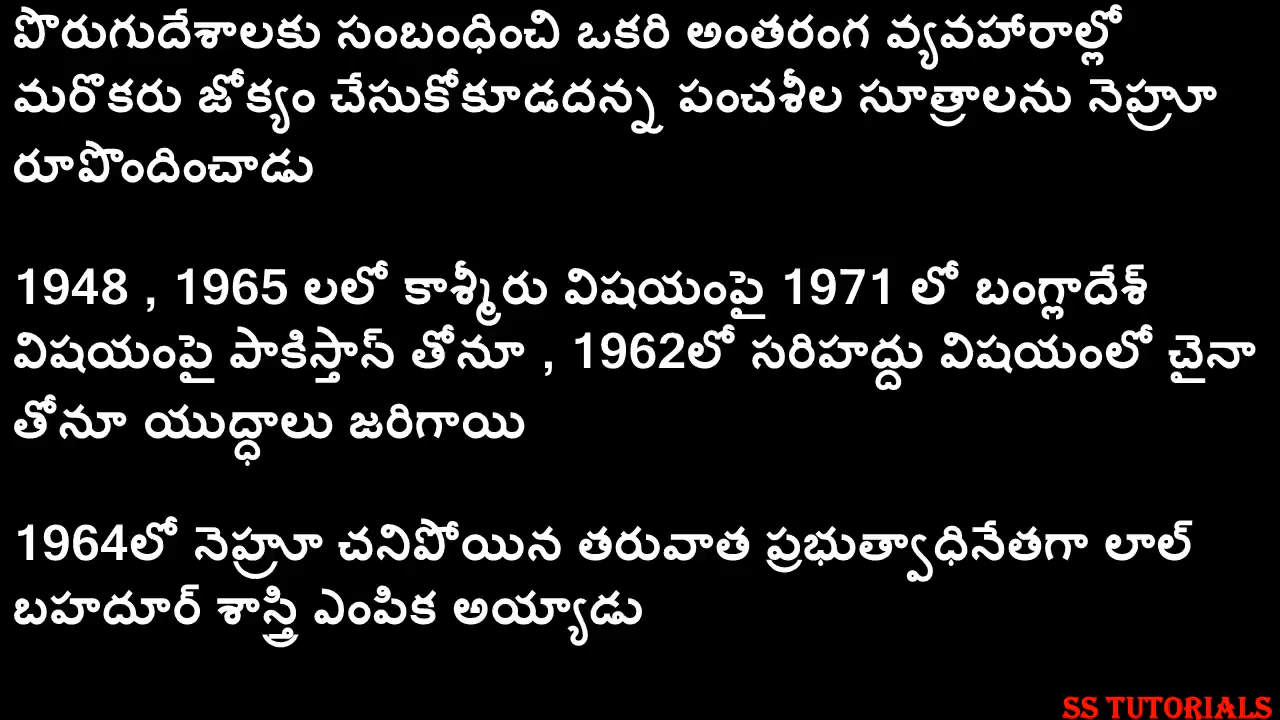 పొరుగుదేశాలకు సంబంధించి ఒకరి అంతరంగ వ్యవహారాల్లో
మరొకరు జోక్యం చేసుకోకూడదన్న పంచశీల సూత్రాలను నెహ్రూ
రూపొందించాడు
1948 , 1965 లలో కాశ్మీరు విషయంపై 1971 లో బంగ్లాదేశ్
విషయంపై పాకిస్తాన్ తోనూ , 1962లో సరిహద్దు విషయంలో చైనా
తోనూ యుద్ధాలు జరిగాయి
1964లో నెహ్రూ చనిపోయిన తరువాత ప్రభుత్వాధినేతగా లాల్
బహదూర్ శాస్త్రి ఎంపిక అయ్యాడు
SS TUTORIALS